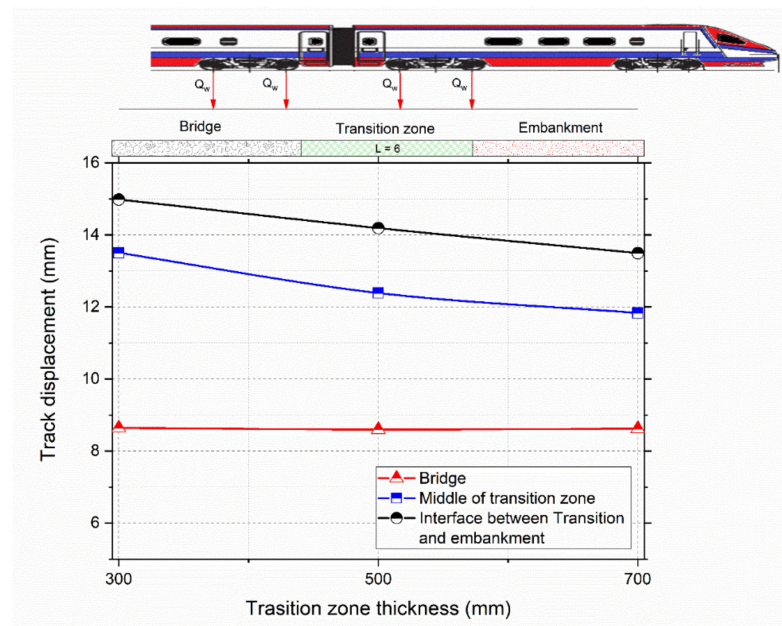 Qw Qw Qw Qw
Bridge Transition zone Embankment
L = 6
16
14
12
10
8
6
Track displacement (mm)
Bridge
Middle of transition zone
Interface between Transition
and embankment
300 500 700
Trasition zone thickness (mm)